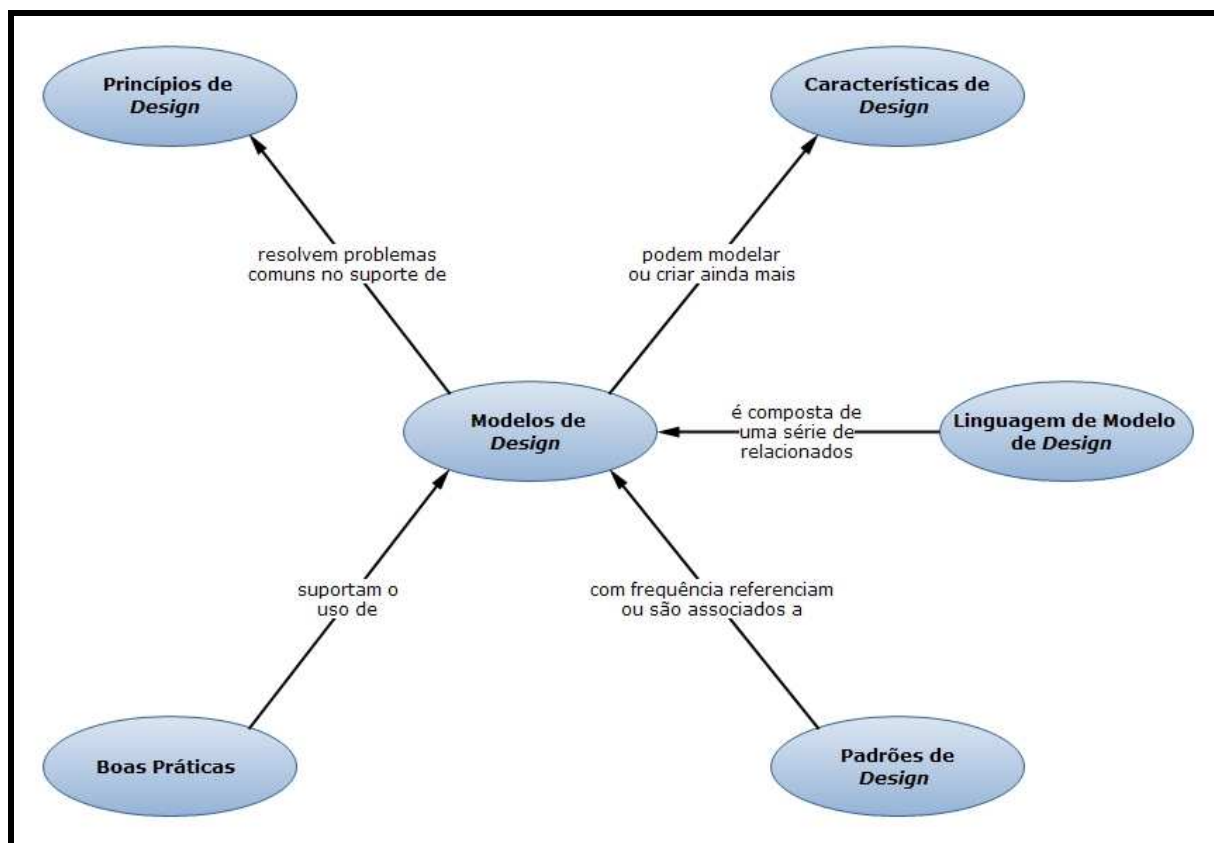 Princípios de
Design
Característísticas de
Design
resolvem problemas
comuns no suporte de
podem modelar
ou criar ainda mais
Modelos de
Design
é composta de
uma série de
relacionados
Linguagem de Modelo
de Design
suportam o
uso de
com frequência referenciam
ou são associados a
Boas Práticas
Padrões de
Design